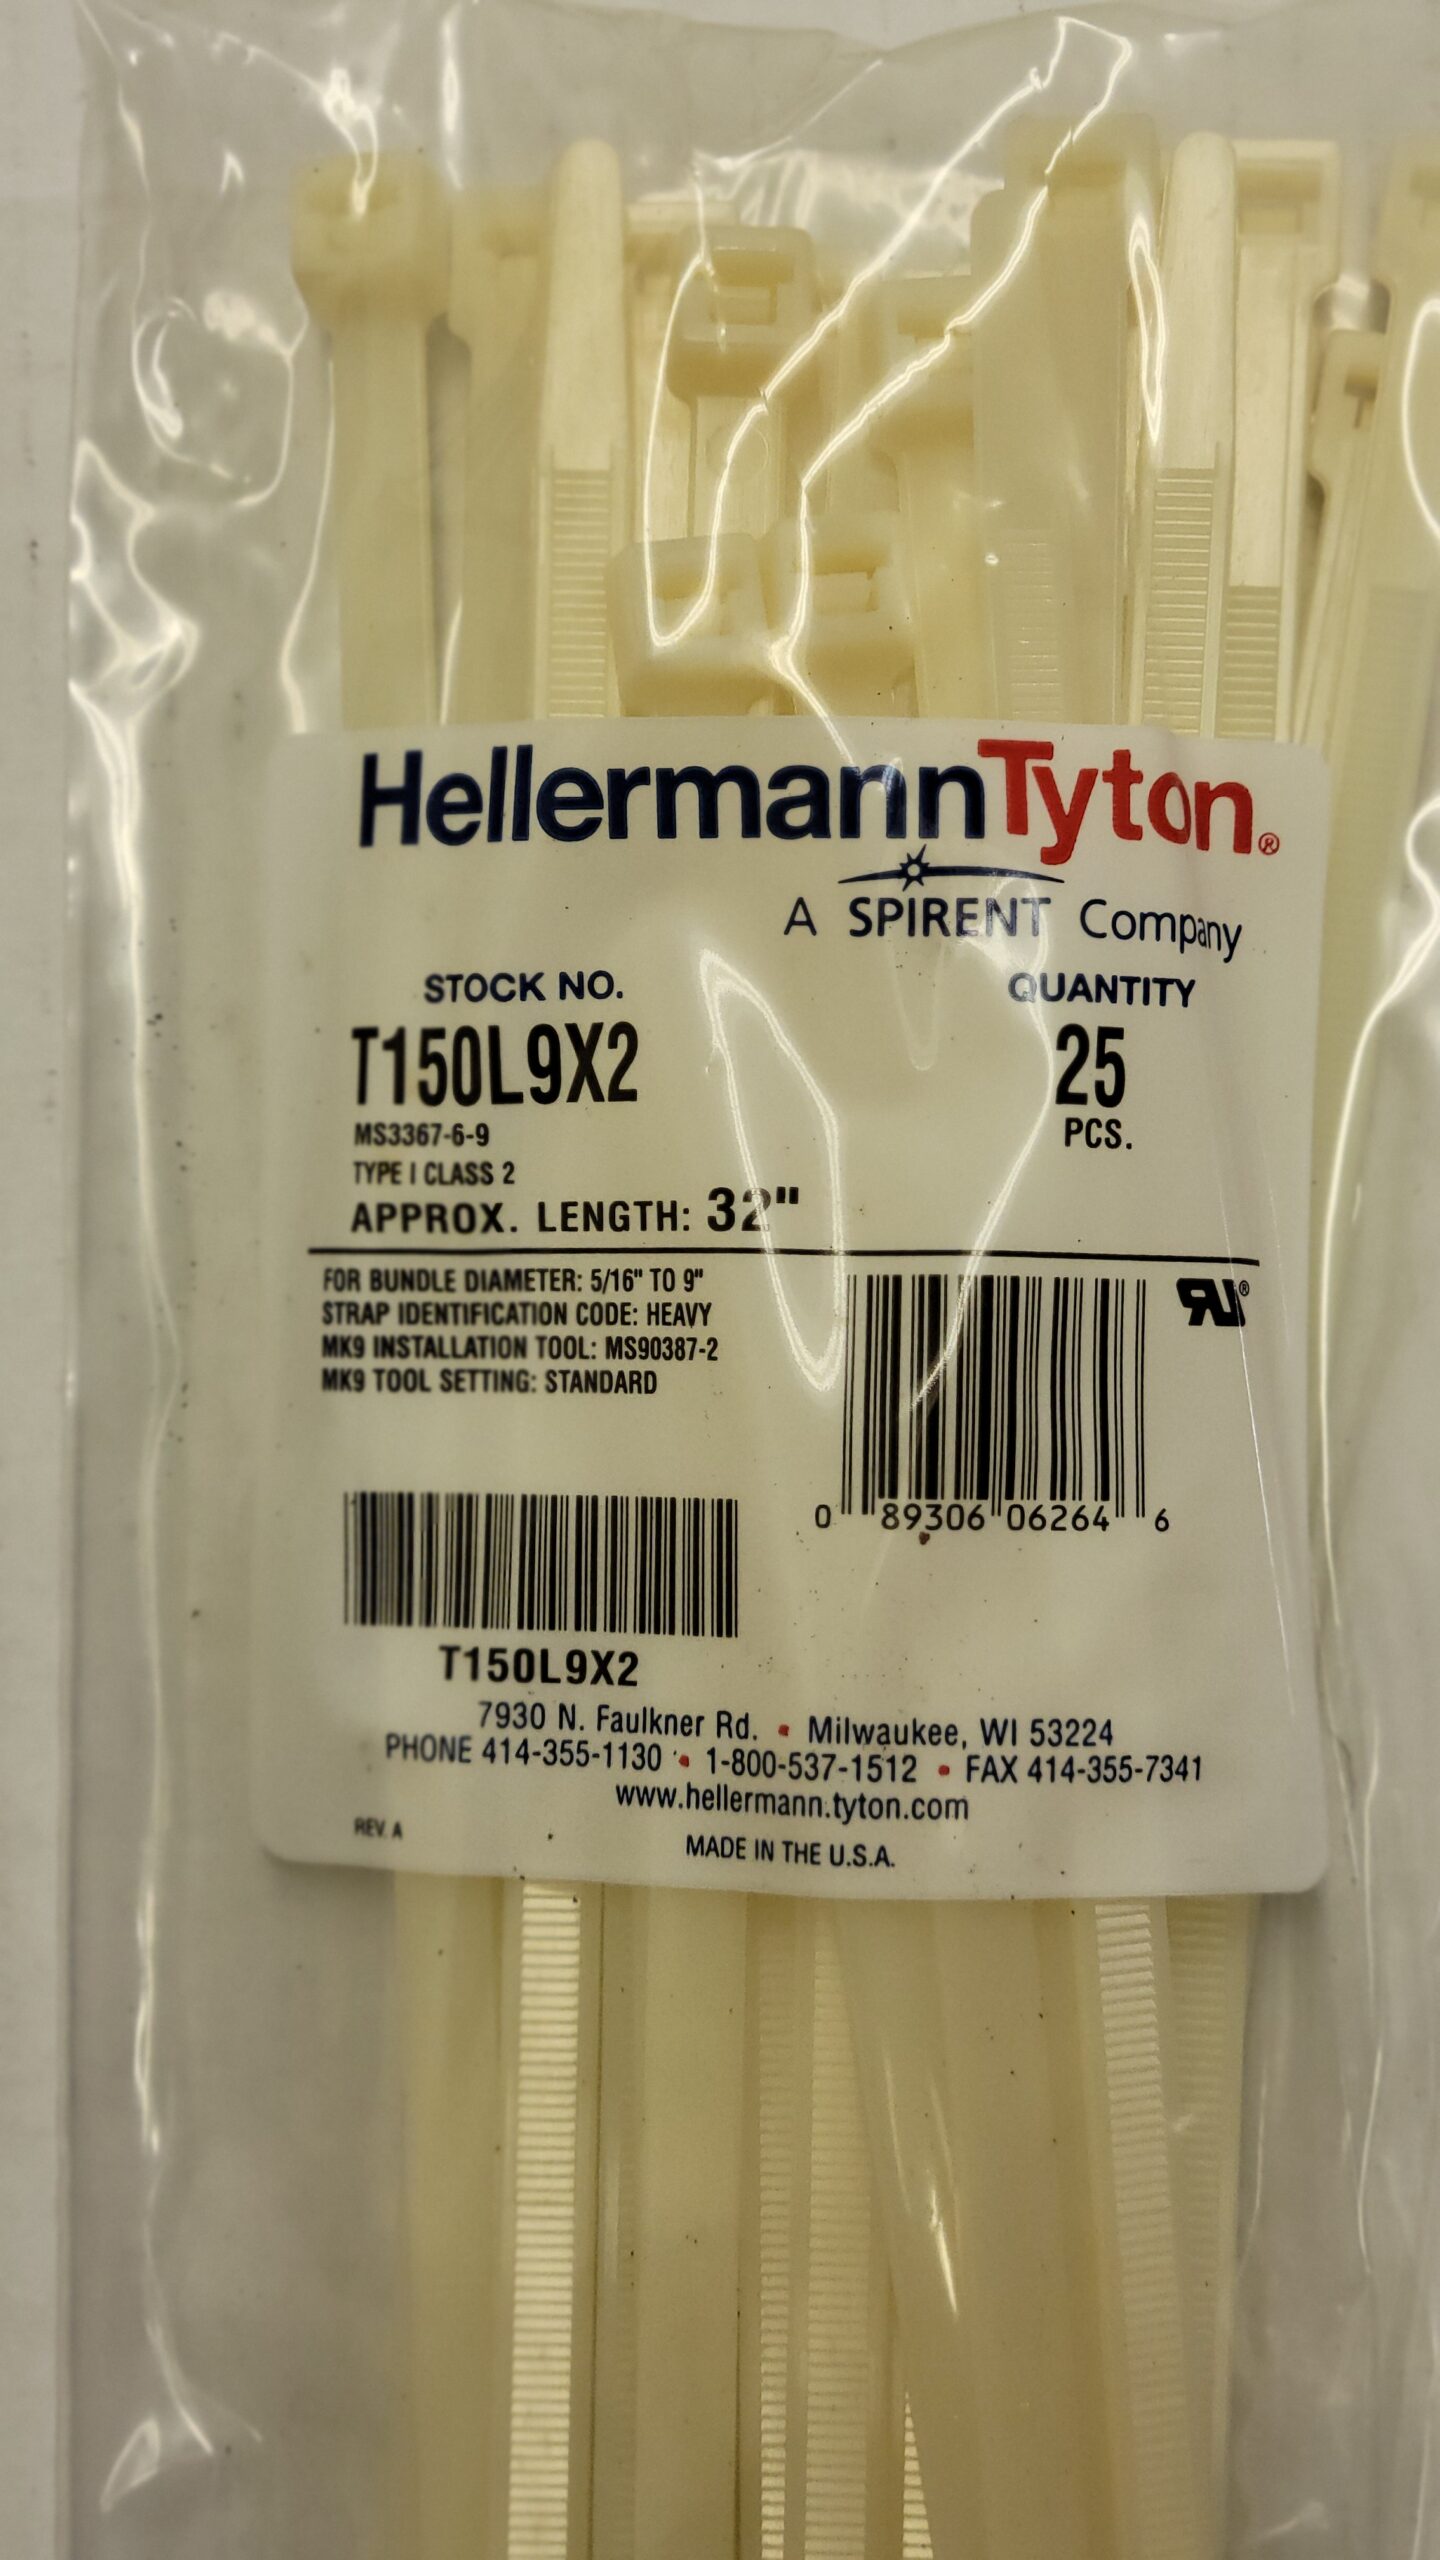 HellermannTyton®
A SPIRENT Company
STOCK NO. QUANTITY
T150L9X2 25
MS3367-6-9 PCS.
TYPE I CLASS 2
APPROX. LENGTH: 32"
FOR BUNDLE DIAMETER: 5/16" TO 9"
STRAP IDENTIFICATION CODE: HEAVY
MK9 INSTALLATION TOOL: MS90387-2
MK9 TOOL SETTING: STANDARD
RU®
0 89306 06264 6
T150L9X2
7930 N. Faulkner Rd. • Milwaukee, WI 53224
PHONE 414-355-1130 • 1-800-537-1512 • FAX 414-355-7341
www.hellermann.tyton.com
REV. A
MADE IN THE U.S.A.